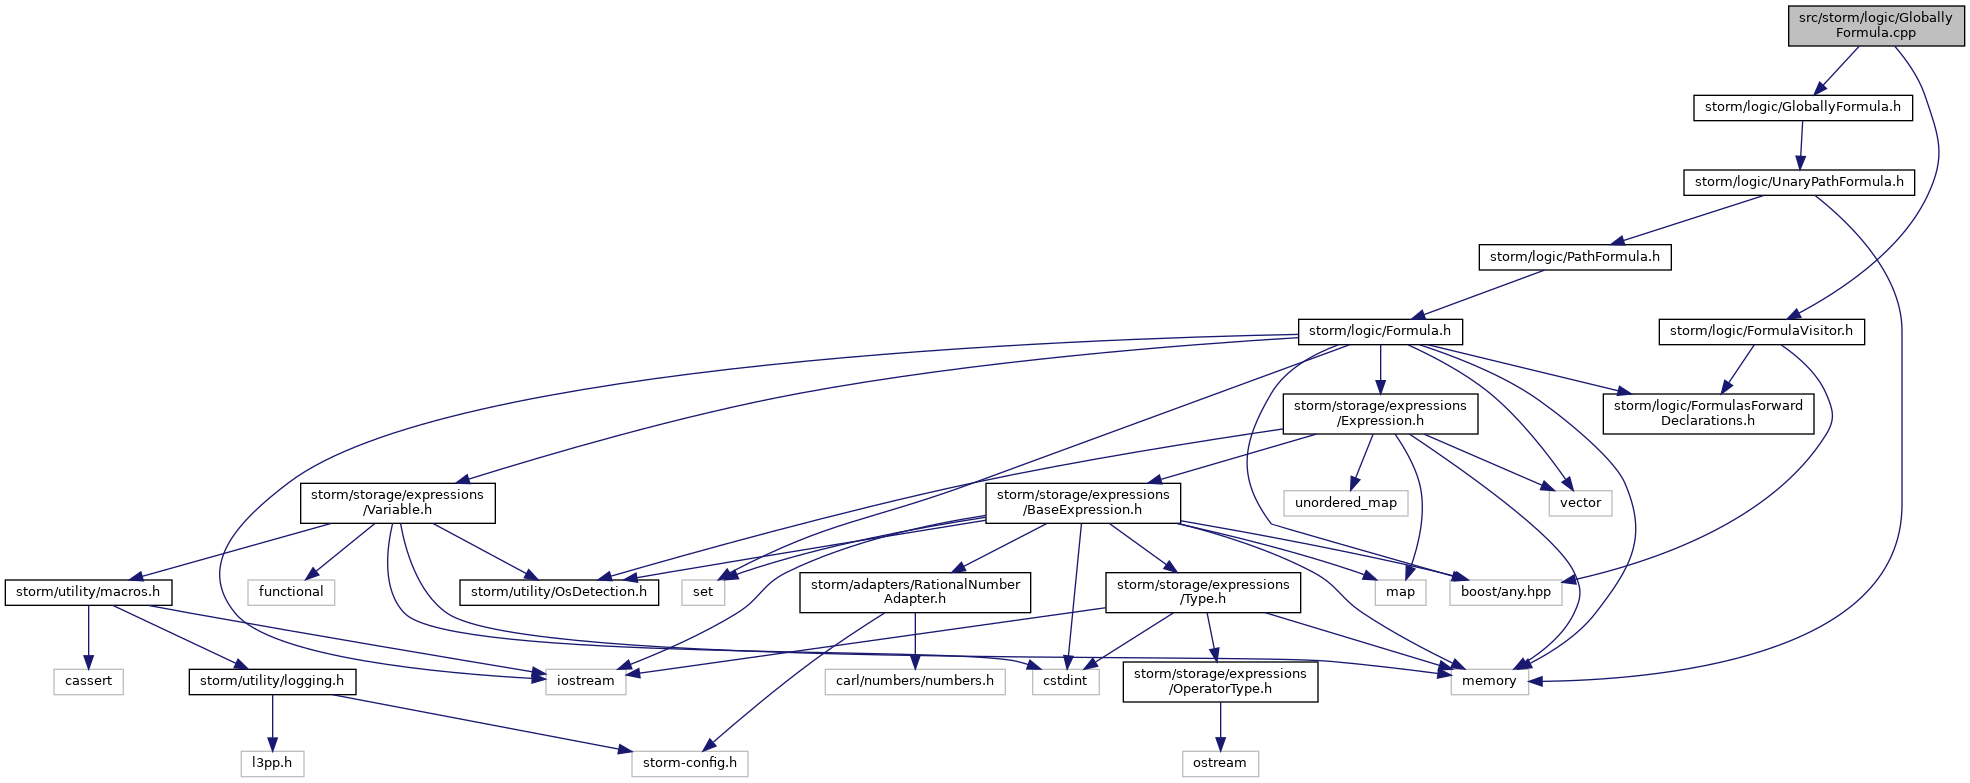 src/storm/logic/Globally
Formula.cpp
storm/logic/GloballyFormula.h
storm/logic/UnaryPathFormula.h
storm/logic/PathFormula.h
storm/logic/Formula.h
storm/logic/FormulaVisitor.h
storm/storage/expressions
/Expression.h
storm/logic/FormulasForward
Declarations.h
storm/storage/expressions
/Variable.h
storm/storage/expressions
/BaseExpression.h
unordered_map
vector
storm/utility/macros.h
functional
storm/utility/OsDetection.h
set
storm/adapters/RationalNumber
Adapter.h
storm/storage/expressions
/Type.h
map
boost/any.hpp
cassert
storm/utility/logging.h
iostream
carl/numbers/numbers.h
cstdint
storm/storage/expressions
/OperatorType.h
memory
l3pp.h
storm-config.h
ostream